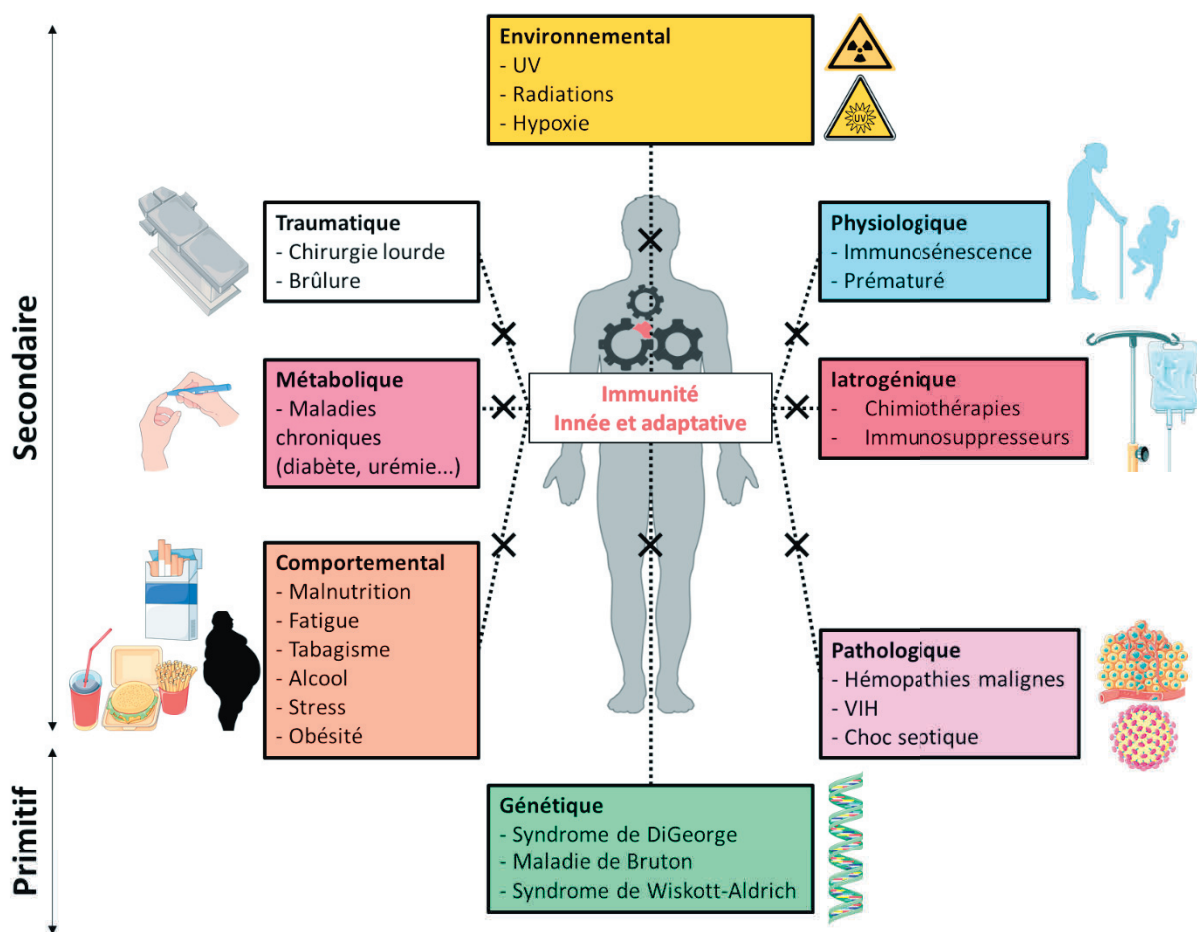 Environnemental
- UV
- Radiations
- Hypoxie
UV
Secondaire
Traumatique
- Chirurgie lourde
- Brûlure
Physiologique
- Immunosénescence
- Prématuré
Métabolique
- Maladies
chroniques
(diabète, urémie...)
Immunité
Innée et adaptative
Iatrogénique
- Chimiothérapies
- Immunosuppresseurs
Comportemental
- Malnutrition
- Fatigue
- Tabagisme
- Alcool
- Stress
- Obésité
Pathologique
- Hémopathies malignes
- VIH
- Choc septique
Primitif
Génétique
- Syndrome de DiGeorge
- Maladie de Bruton
- Syndrome de Wiskott-Aldrich